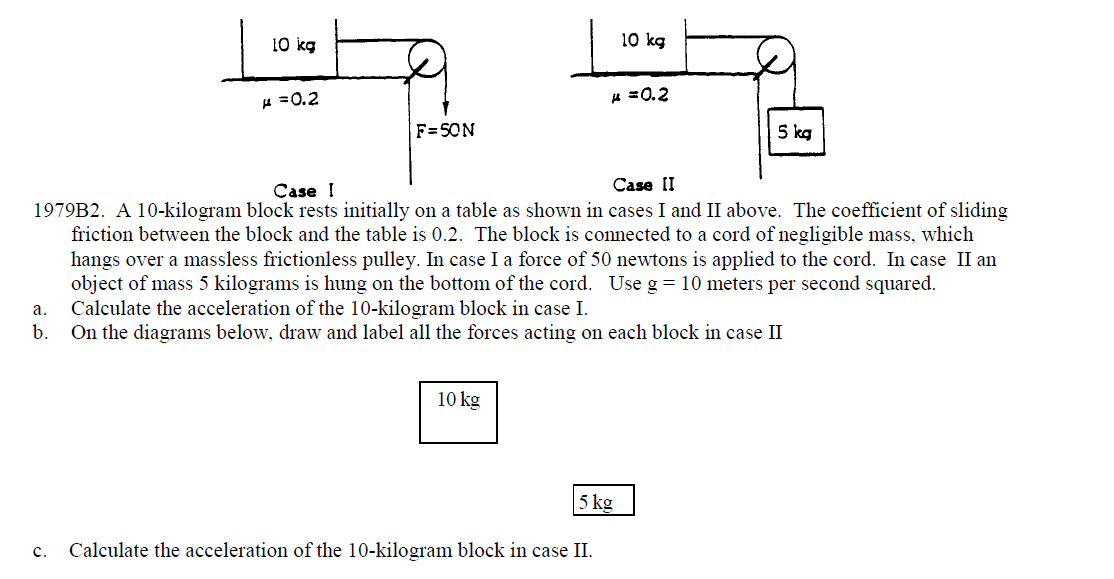 10 kg
10 kg
μ =0.2
μ =0.2
F=50N
5 kg
Case I
Case II
1979B2. A 10-kilogram block rests initially on a table as shown in cases I and II above. The coefficient of sliding
friction between the block and the table is 0.2. The block is connected to a cord of negligible mass, which
hangs over a massless frictionless pulley. In case I a force of 50 newtons is applied to the cord. In case II an
object of mass 5 kilograms is hung on the bottom of the cord. Use g = 10 meters per second squared.
a. Calculate the acceleration of the 10-kilogram block in case I.
b. On the diagrams below, draw and label all the forces acting on each block in case II
10 kg
5 kg
c. Calculate the acceleration of the 10-kilogram block in case II.